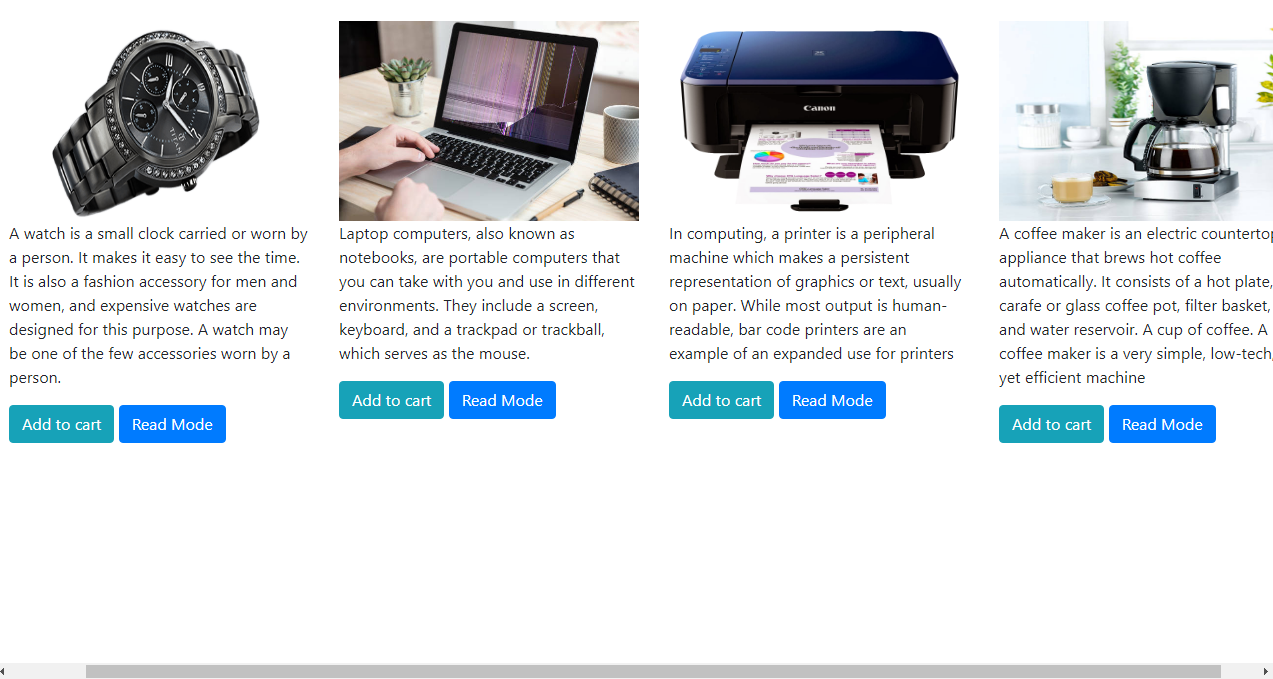 A watch is a small clock carried or worn by
a person. It makes it easy to see the time.
It is also a fashion accessory for men and
women, and expensive watches are
designed for this purpose. A watch may
be one of the few accessories worn by a
person.
Add to cart Read Mode
Laptop computers, also known as
notebooks, are portable computers that
you can take with you and use in different
environments. They include a screen,
keyboard, and a trackpad or trackball,
which serves as the mouse.
Add to cart Read Mode
Canon
In computing, a printer is a peripheral
machine which makes a persistent
representation of graphics or text, usually
on paper. While most output is human-
readable, bar code printers are an
example of an expanded use for printers
Add to cart Read Mode
A coffee maker is an electric countertop
appliance that brews hot coffee
automatically. It consists of a hot plate,
carafe or glass coffee pot, filter basket,
and water reservoir. A cup of coffee. A
coffee maker is a very simple, low-tech,
yet efficient machine
Add to cart Read Mode